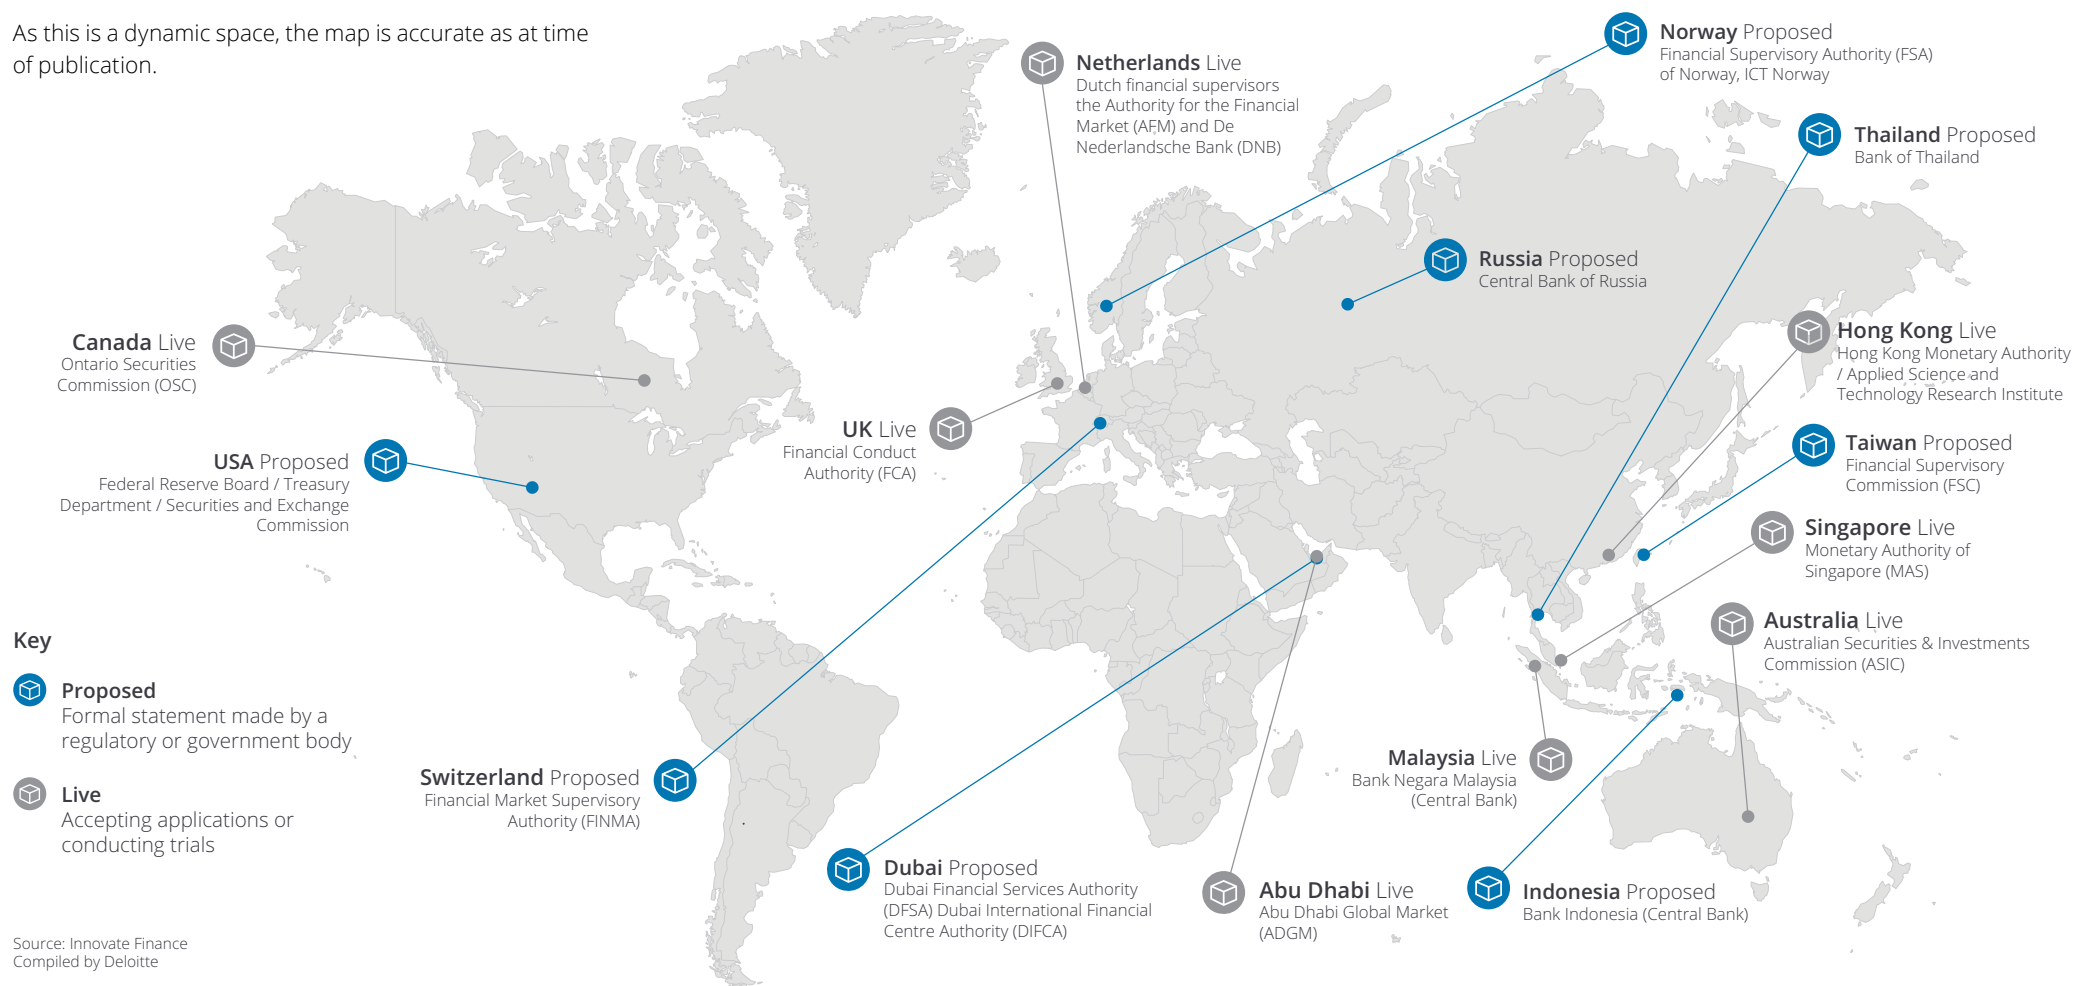 As this is a dynamic space, the map is accurate as at time
of publication.
Netherlands Live
Dutch financial supervisors
the Authority for the Financial
Market (AFM) and De
Nederlandsche Bank (DNB)
Norway Proposed
Financial Supervisory Authority (FSA)
of Norway, ICT Norway
Thailand Proposed
Bank of Thailand
Russia Proposed
Central Bank of Russia
Canada Live
Ontario Securities
Commission (OSC)
Hong Kong Live
Hong Kong Monetary Authority
/ Applied Science and
Technology Research Institute
UK Live
Financial Conduct
Authority (FCA)
USA Proposed
Federal Reserve Board / Treasury
Department / Securities and Exchange
Commission
Taiwan Proposed
Financial Supervisory
Commission (FSC)
Singapore Live
Monetary Authority of
Singapore (MAS)
Australia Live
Australian Securities & Investments
Commission (ASIC)
Key
Proposed
Formal statement made by a
regulatory or government body
Live
Accepting applications or
conducting trials
Switzerland Proposed
Financial Market Supervisory
Authority (FINMA)
Malaysia Live
Bank Negara Malaysia
(Central Bank)
Dubai Proposed
Dubai Financial Services Authority
(DFSA) Dubai International Financial
Centre Authority (DIFCA)
Abu Dhabi Live
Abu Dhabi Global Market
(ADGM)
Indonesia Proposed
Bank Indonesia (Central Bank)
Source: Innovate Finance
Compiled by Deloitte